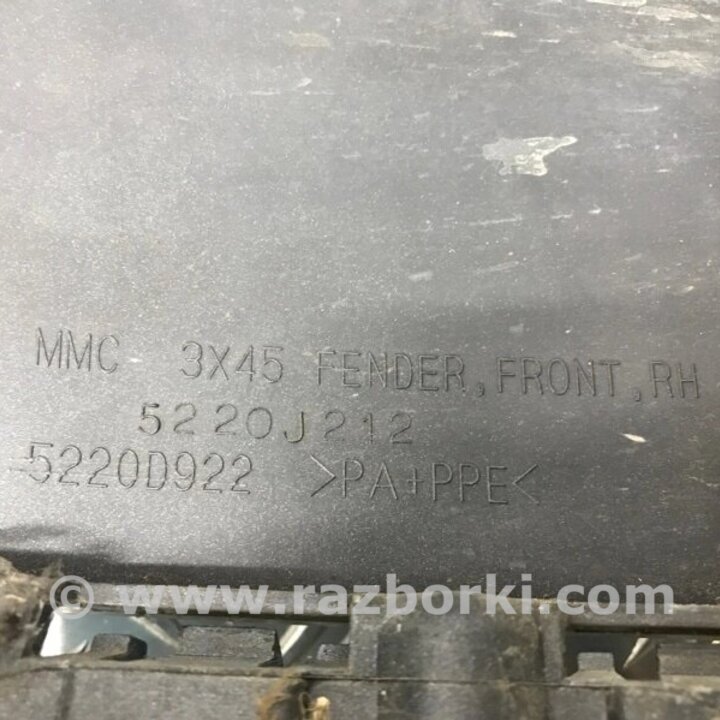 MMC 3X45 FENDER, FRONT, RH
5220J212
5220D922 >PA+PPE<
© www.razborki.com